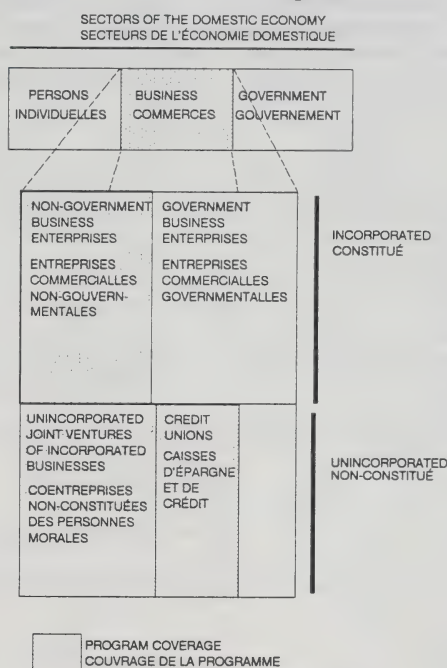 SECTORS OF THE DOMESTIC ECONOMY
SECTEURS DE L'ÉCONOMIE DOMESTIQUE
PERSONS
INDIVIDUELLES
BUSINESS
COMMERCES
GOVERNMENT
GOUVERNEMENT
NON-GOVERNMENT
BUSINESS
ENTERPRISES
ENTREPRISES
COMMERCIALLES
NON-GOUVERN-
MENTALES
GOVERNMENT
BUSINESS
ENTERPRISES
ENTREPRISES
COMMERCIALLES
GOVERNMENTALLES
INCORPORATED
CONSTITUÉ
UNINCORPORATED
JOINT VENTURES
OF INCORPORATED
BUSINESSES
COENTREPRISES
NON-CONSTITUÉES
DES PERSONNES
MORALES
CREDIT
UNIONS
CAISSES
D'ÉPARGNE
ET DE
CRÉDIT
UNINCORPORATED
NON-CONSTITUÉ
PROGRAM COVERAGE
COUVRAGE DE LA PROGRAMME